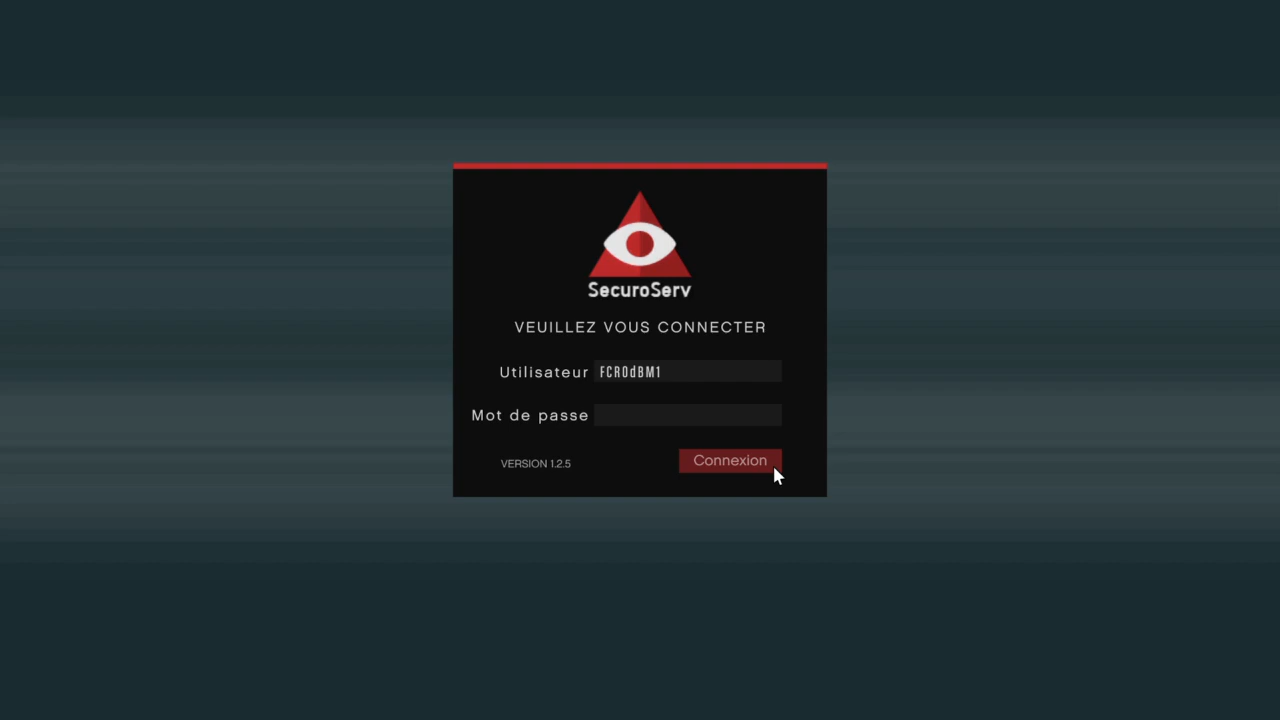 SecuroServ
VEUILLEZ VOUS CONNECTER
Utilisateur FCR0dBM1
Mot de passe
VERSION 1.2.5 Connexion